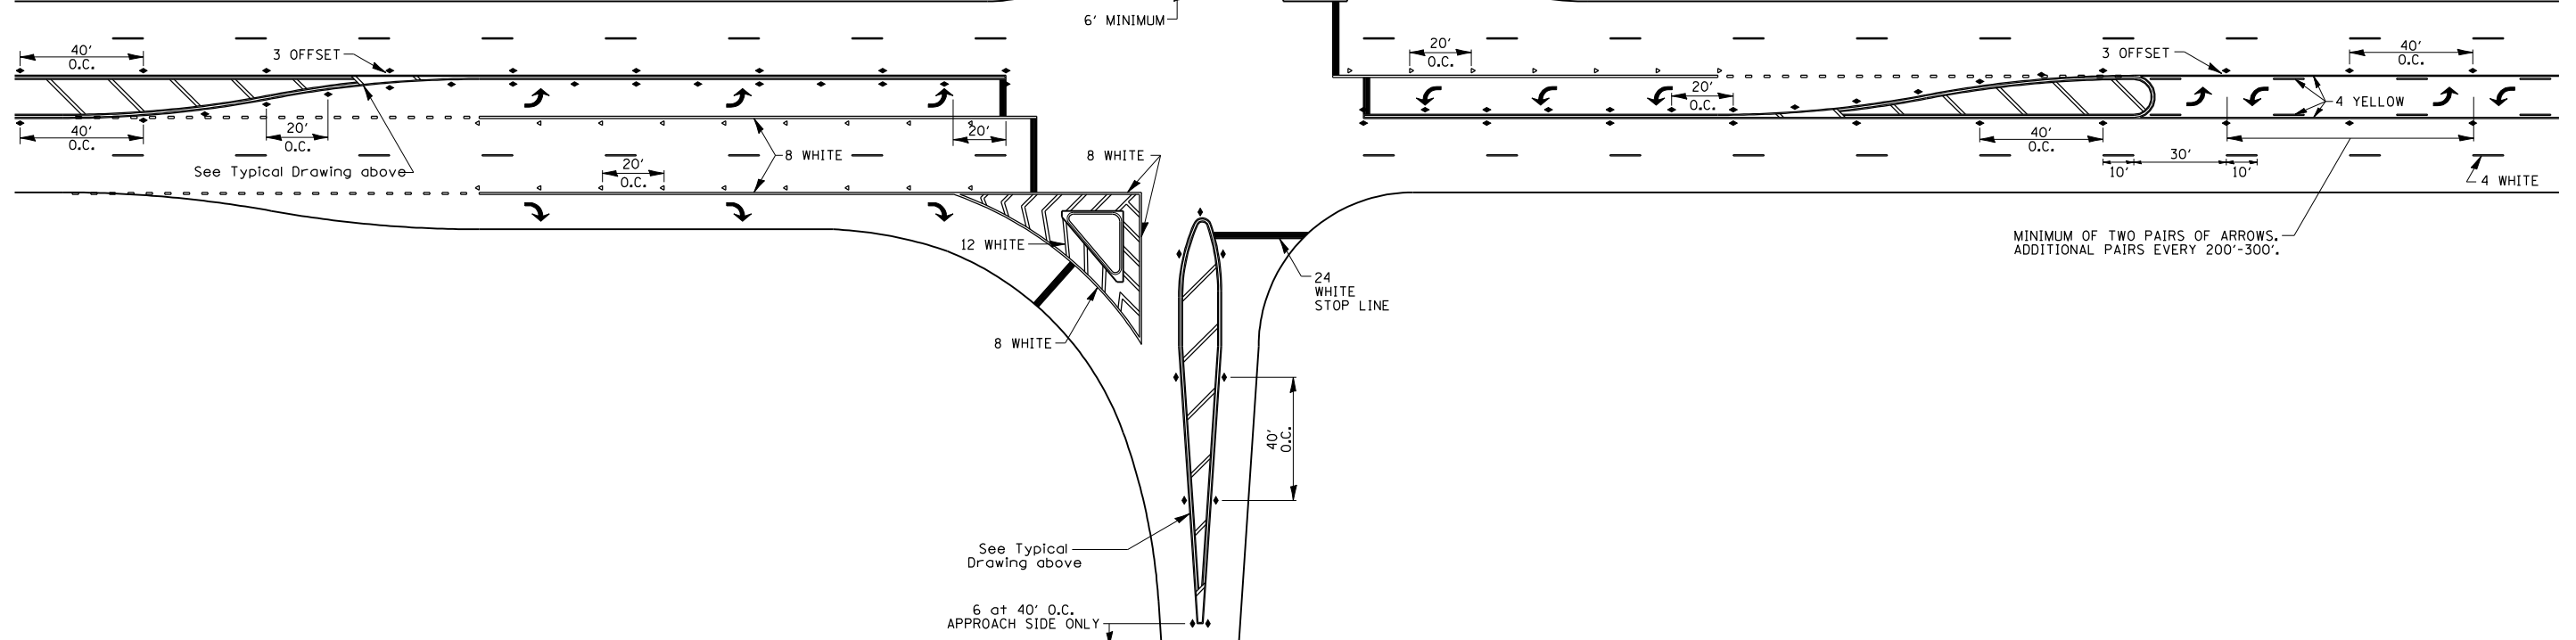 6' MINIMUM
40'
O.C.
3 OFFSET
20'
O.C.
3 OFFSET
40'
O.C.
20'
O.C.
4 YELLOW
40'
O.C.
20'
O.C.
20'
8 WHITE
8 WHITE
40'
O.C.
30'
10'
10'
See Typical Drawing above
20'
O.C.
4 WHITE
12 WHITE
MINIMUM OF TWO PAIRS OF ARROWS.
ADDITIONAL PAIRS EVERY 200'-300'.
24
WHITE
STOP LINE
8 WHITE
40'
O.C.
See Typical
Drawing above
6 at 40' O.C.
APPROACH SIDE ONLY